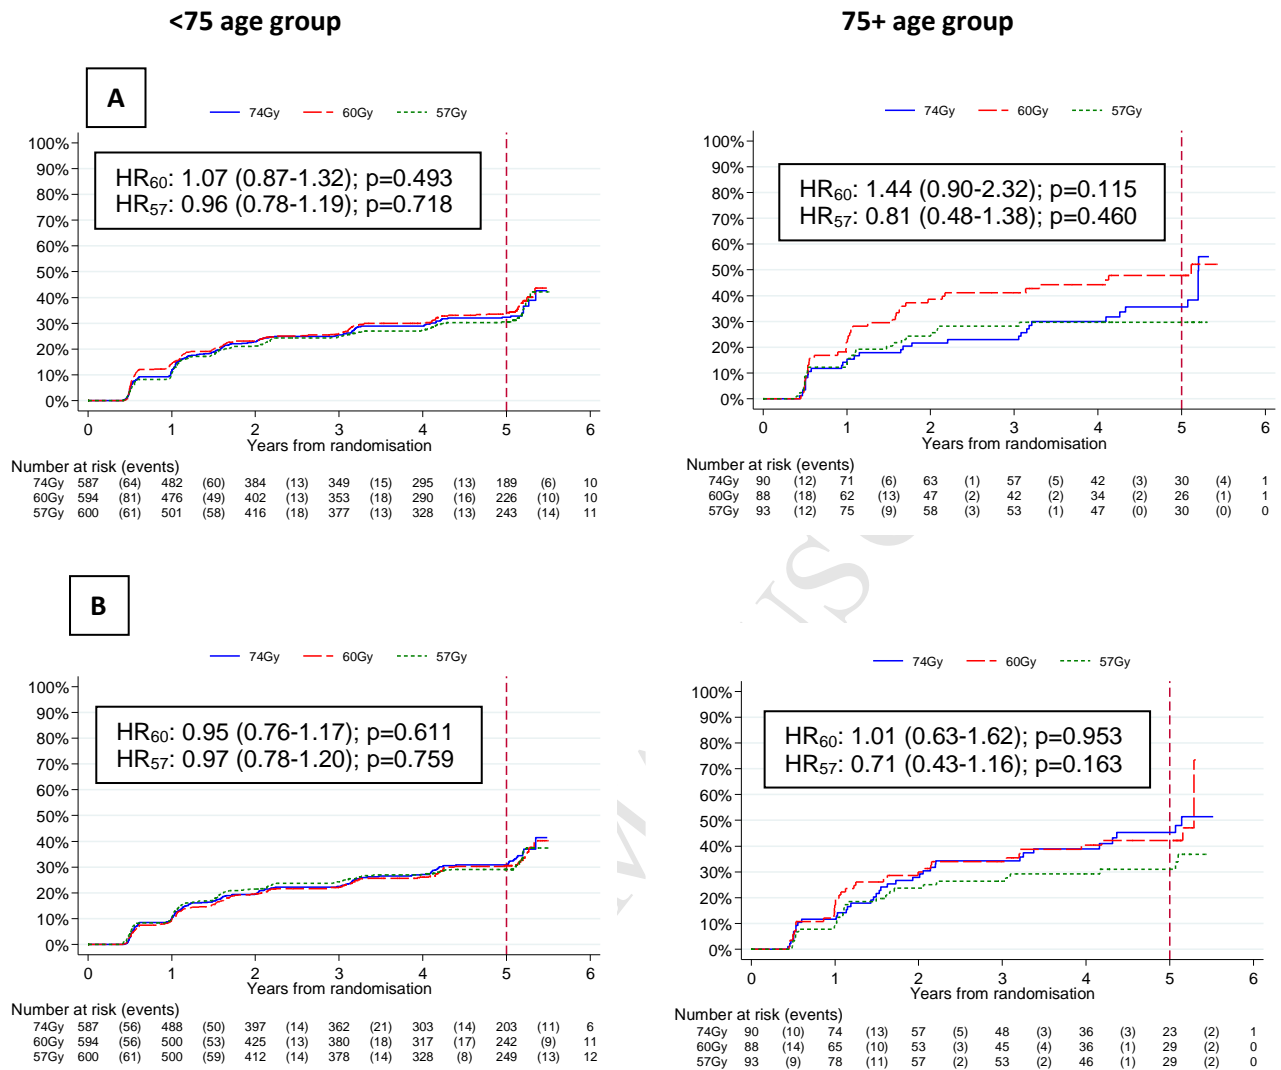 <75 age group
75+ age group
A
74Gy 60Gy 57Gy
100%
90%
80%
70%
60%
50%
40%
30%
20%
10%
0%
HR60: 1.07 (0.87-1.32); p=0.493
HR57: 0.96 (0.78-1.19); p=0.718
0 1 2 3 4 5 6
Years from randomisation
Number at risk (events)
74Gy 587 (64) 482 (60) 384 (13) 349 (15) 295 (13) 189 (6) 10
60Gy 594 (81) 476 (49) 402 (13) 353 (18) 290 (16) 226 (10) 10
57Gy 600 (61) 501 (58) 416 (18) 377 (13) 328 (13) 243 (14) 11
74Gy 60Gy 57Gy
100%
90%
80%
70%
60%
50%
40%
30%
20%
10%
0%
HR60: 1.44 (0.90-2.32); p=0.115
HR57: 0.81 (0.48-1.38); p=0.460
0 1 2 3 4 5 6
Years from randomisation
Number at risk (events)
74Gy 90 (12) 71 (6) 63 (1) 57 (5) 42 (3) 30 (4) 1
60Gy 88 (18) 62 (13) 47 (2) 42 (2) 34 (2) 26 (1) 1
57Gy 93 (12) 75 (9) 58 (3) 53 (1) 47 (0) 30 (0) 0
B
74Gy 60Gy 57Gy
100%
90%
80%
70%
60%
50%
40%
30%
20%
10%
0%
HR60: 0.95 (0.76-1.17); p=0.611
HR57: 0.97 (0.78-1.20); p=0.759
0 1 2 3 4 5 6
Years from randomisation
Number at risk (events)
74Gy 587 (56) 488 (50) 397 (14) 362 (21) 303 (14) 203 (11) 6
60Gy 594 (56) 500 (53) 425 (13) 380 (18) 317 (17) 242 (9) 11
57Gy 600 (61) 500 (59) 412 (14) 378 (14) 328 (8) 249 (13) 12
74Gy 60Gy 57Gy
100%
90%
80%
70%
60%
50%
40%
30%
20%
10%
0%
HR60: 1.01 (0.63-1.62); p=0.953
HR57: 0.71 (0.43-1.16); p=0.163
0 1 2 3 4 5 6
Years from randomisation
Number at risk (events)
74Gy 90 (10) 74 (13) 57 (5) 48 (3) 36 (3) 23 (2) 1
60Gy 88 (14) 65 (10) 53 (3) 45 (4) 36 (1) 29 (2) 0
57Gy 93 (9) 78 (11) 57 (2) 53 (2) 46 (1) 29 (2) 0